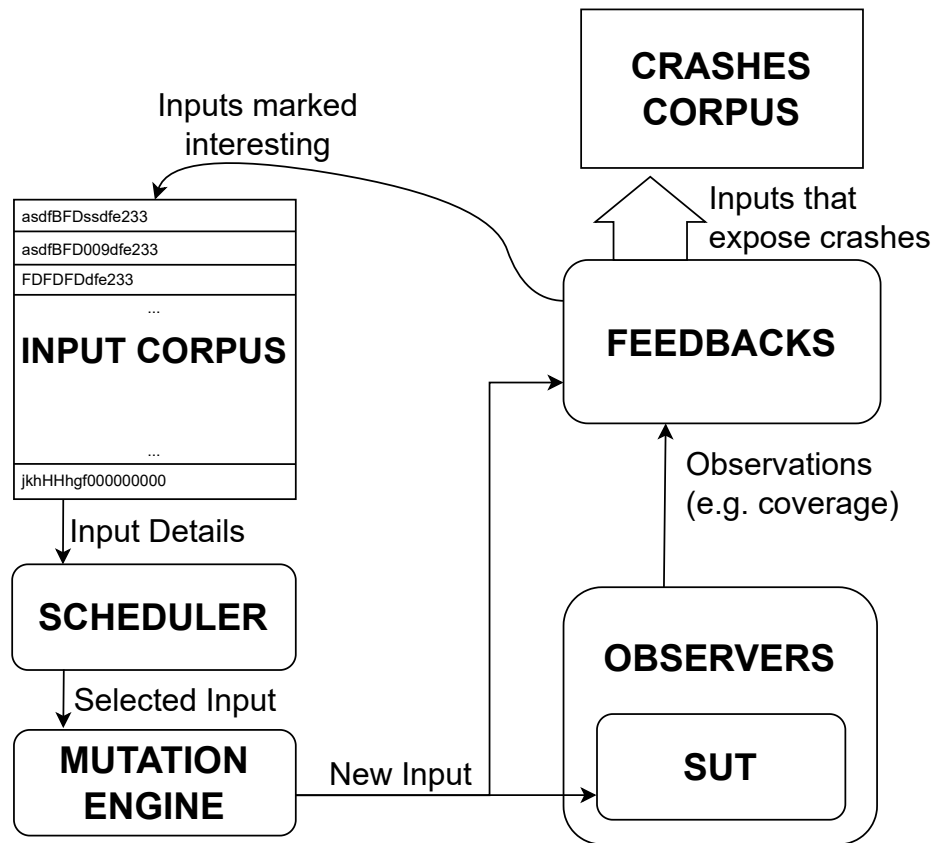 CRASHES
CORPUS
Inputs marked
interesting
Inputs that
expose crashes
asdfBFDssdfe233
asdfBFD009dfe233
FDFDFDdfe233
...
INPUT CORPUS
...
jkhHHhgf000000000
FEEDBACKS
Observations
(e.g. coverage)
Input Details
SCHEDULER
Selected Input
MUTATION
ENGINE
New Input
OBSERVERS
SUT